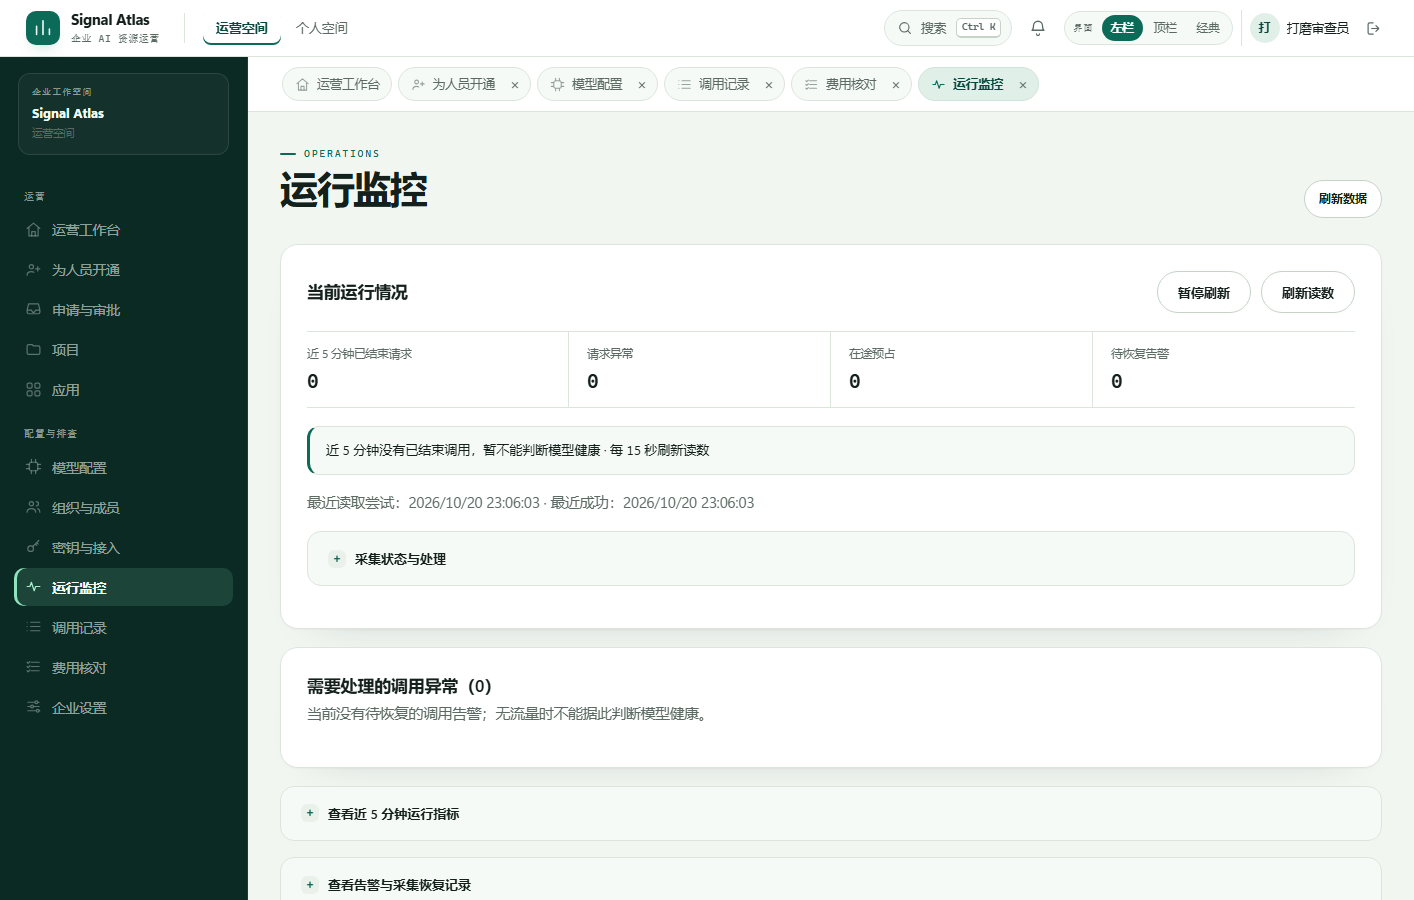 Signal Atlas
企业 AI 资源运营
运营空间
个人空间
搜索
Ctrl K
界面
左栏
顶栏
经典
打
打磨审查员
企业工作空间
Signal Atlas
运营空间
运营
运营工作台
为人员开通
申请与审批
项目
应用
配置与排查
模型配置
组织与成员
密钥与接入
运行监控
调用记录
费用核对
企业设置
运营工作台
为人员开通 ×
模型配置 ×
调用记录 ×
费用核对 ×
运行监控 ×
OPERATIONS
运行监控
刷新数据
当前运行情况
暂停刷新
刷新读数
近 5 分钟已结束请求
0
请求异常
0
在途预占
0
待恢复告警
0
近 5 分钟没有已结束调用，暂不能判断模型健康 · 每 15 秒刷新读数
最近读取尝试：2026/10/20 23:06:03 · 最近成功：2026/10/20 23:06:03
+ 采集状态与处理
需要处理的调用异常（0）
当前没有待恢复的调用告警；无流量时不能据此判断模型健康。
+ 查看近 5 分钟运行指标
+ 查看告警与采集恢复记录